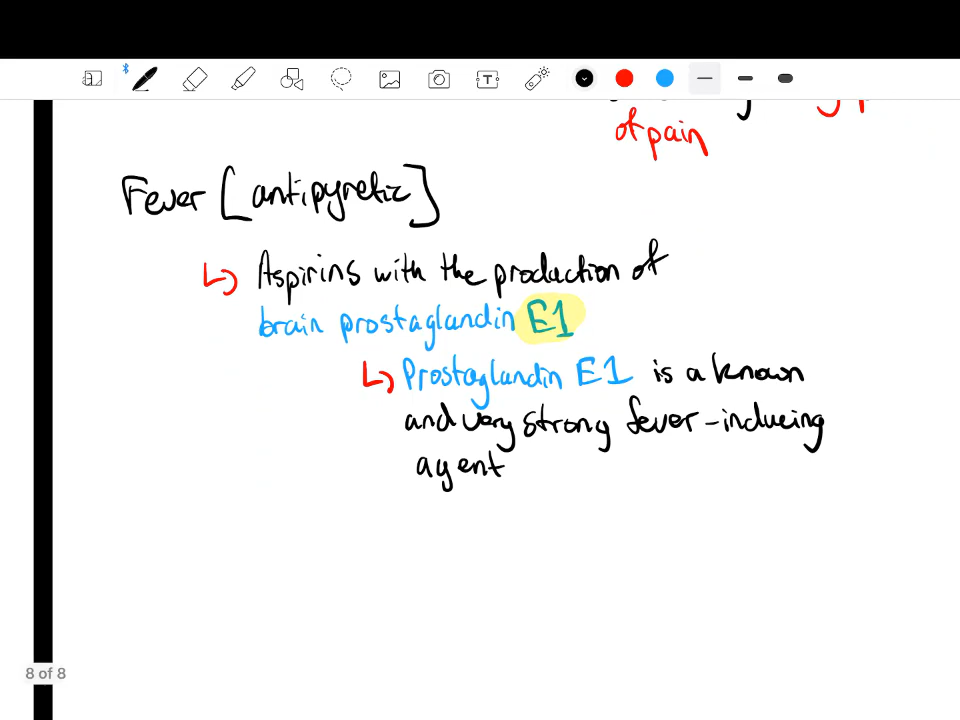 of pain
Fever [antipyretic]
↳ Aspirins with the production of
brain prostaglandin E1
↳ Prostaglandin E1 is a known
and very strong fever-inducing
agent
8 of 8